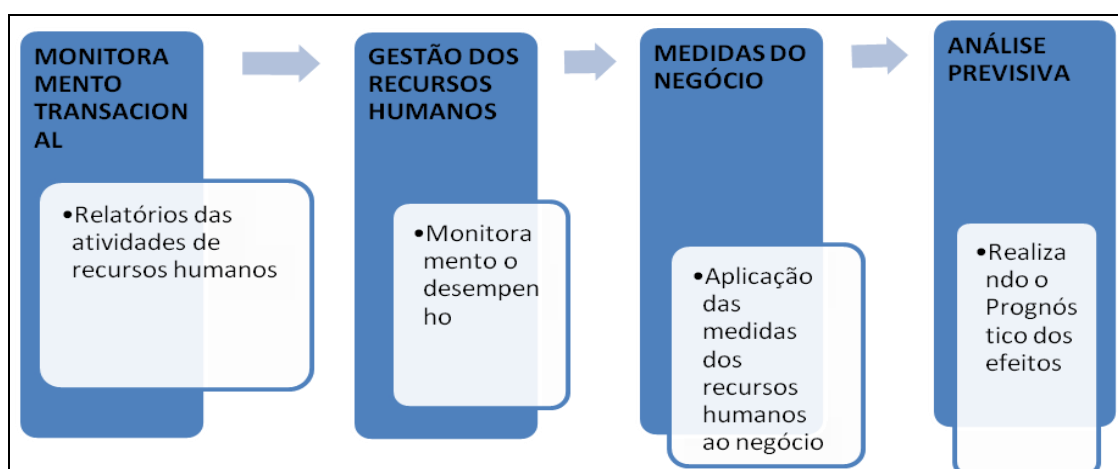 MONITORA
MENTO
TRANSACION
AL
•Relatórios das
atividades de
recursos humanos
GESTÃO DOS
RECURSOS
HUMANOS
•Monitora
mento o
desempen
ho
MEDIDAS DO
NEGÓCIO
•Aplicação
das
medidas
dos
recursos
humanos
ao negócio
ANÁLISE
PREVISIVA
•Realiza
ndo o
Prognós
tico dos
efeitos